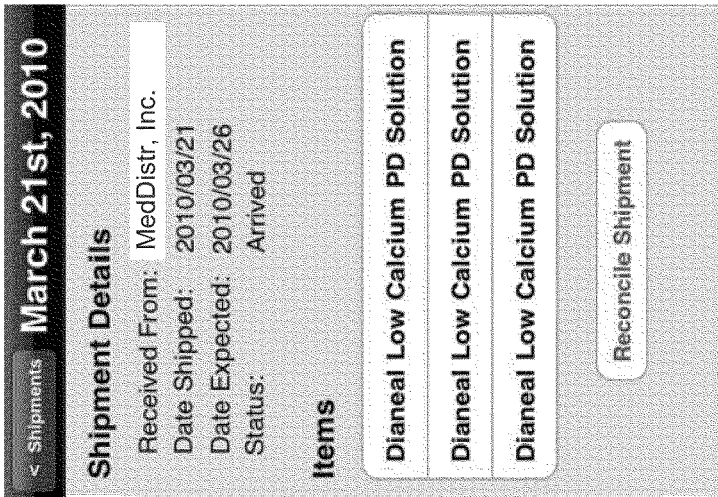 < Shipments March 21st, 2010
Shipment Details
Received From: MedDistr, Inc.
Date Shipped: 2010/03/21
Date Expected: 2010/03/26
Status: Arrived
Items
Dianeal Low Calcium PD Solution
Dianeal Low Calcium PD Solution
Dianeal Low Calcium PD Solution
Reconcile Shipment